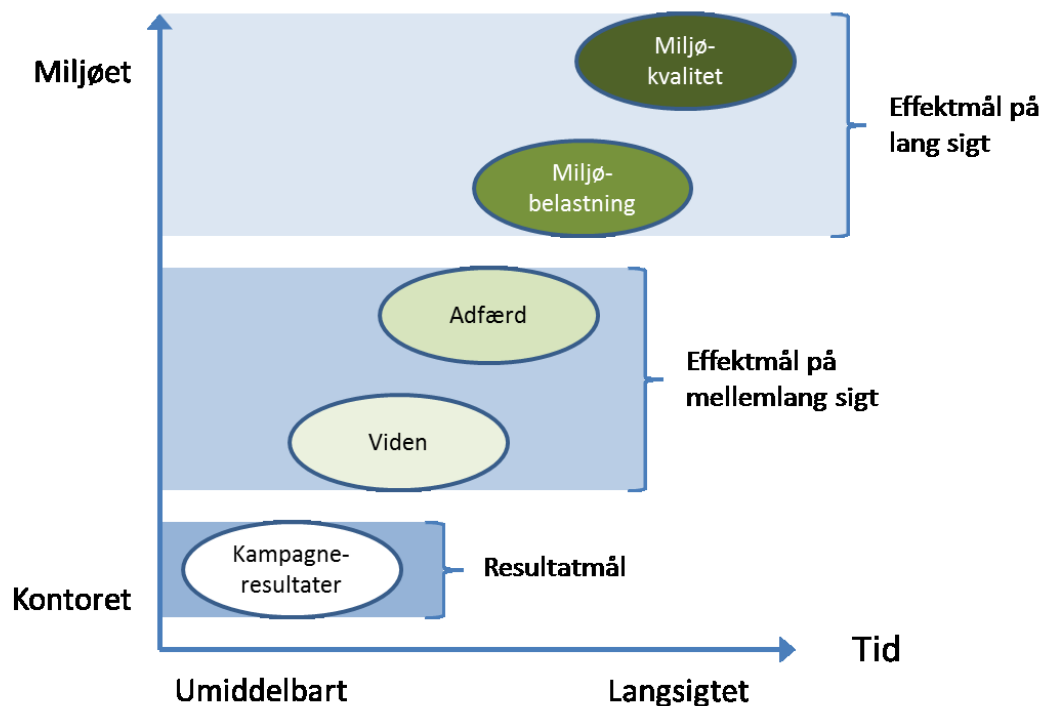 Miljøet
Miljø-
kvalitet
Effektmål på
lang sigt
Miljø-
belastning
Adfærd
Effektmål på
mellemlang sigt
Viden
Kampagne-
resultater
Resultatmål
Kontoret
Tid
Umiddelbart
Langsigtet